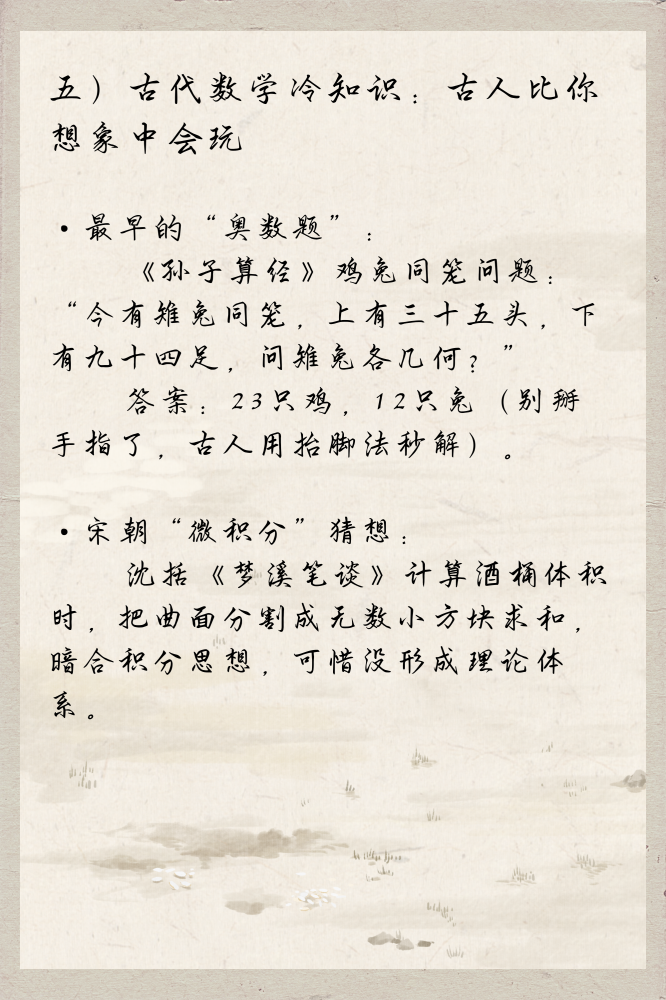 五）古代数学冷知识：古人比你
想象中会玩
·最早的“奥数题”：
《孙子算经》鸡兔同笼问题：
“今有雉兔同笼，上有三十五头，下
有九十四足，问雉兔各几何？”
答案：23只鸡，12只兔（别掰
手指了，古人用抬脚法秒解）。
·宋朝“微积分”猜想：
沈括《梦溪笔谈》计算酒桶体积
时，把曲面分割成无数小方块求和，
暗合积分思想，可惜没形成理论体
系。